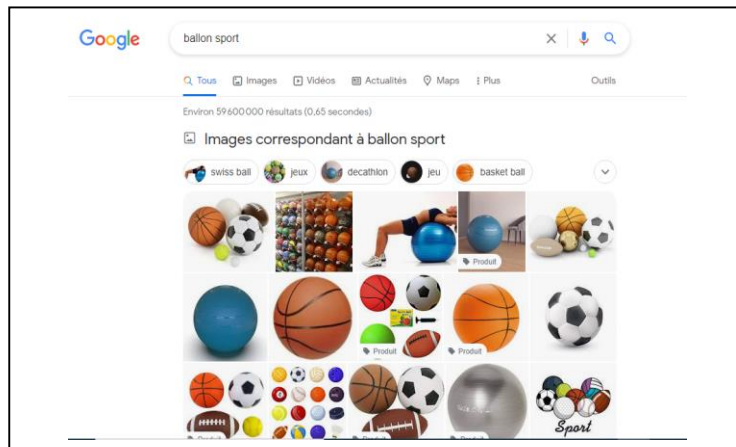 Google
ballon sport
Tous Images Vidéos Actualités Maps Plus Outils
Environ 59 600 000 résultats (0,65 secondes)
Images correspondant à ballon sport
swiss ball jeux decathlon jeu basket ball
Produit
Produit Produit
Sport